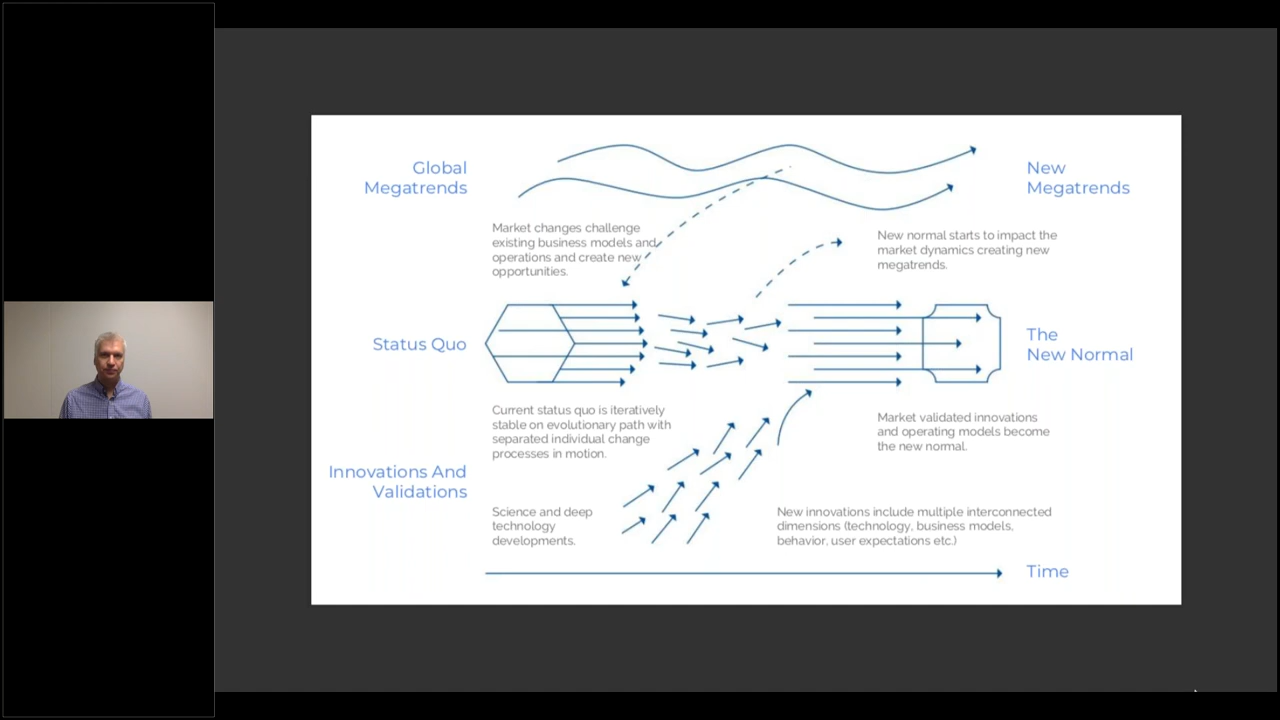 Global
Megatrends
New
Megatrends
Market changes challenge
existing business models and
operations and create new
opportunities.
New normal starts to impact the
market dynamics creating new
megatrends.
Status Quo
The
New Normal
Current status quo is iteratively
stable on evolutionary path with
separated individual change
processes in motion.
Market validated innovations
and operating models become
the new normal.
Innovations And
Validations
Science and deep
technology
developments.
New innovations include multiple interconnected
dimensions (technology, business models,
behavior, user expectations etc.)
Time